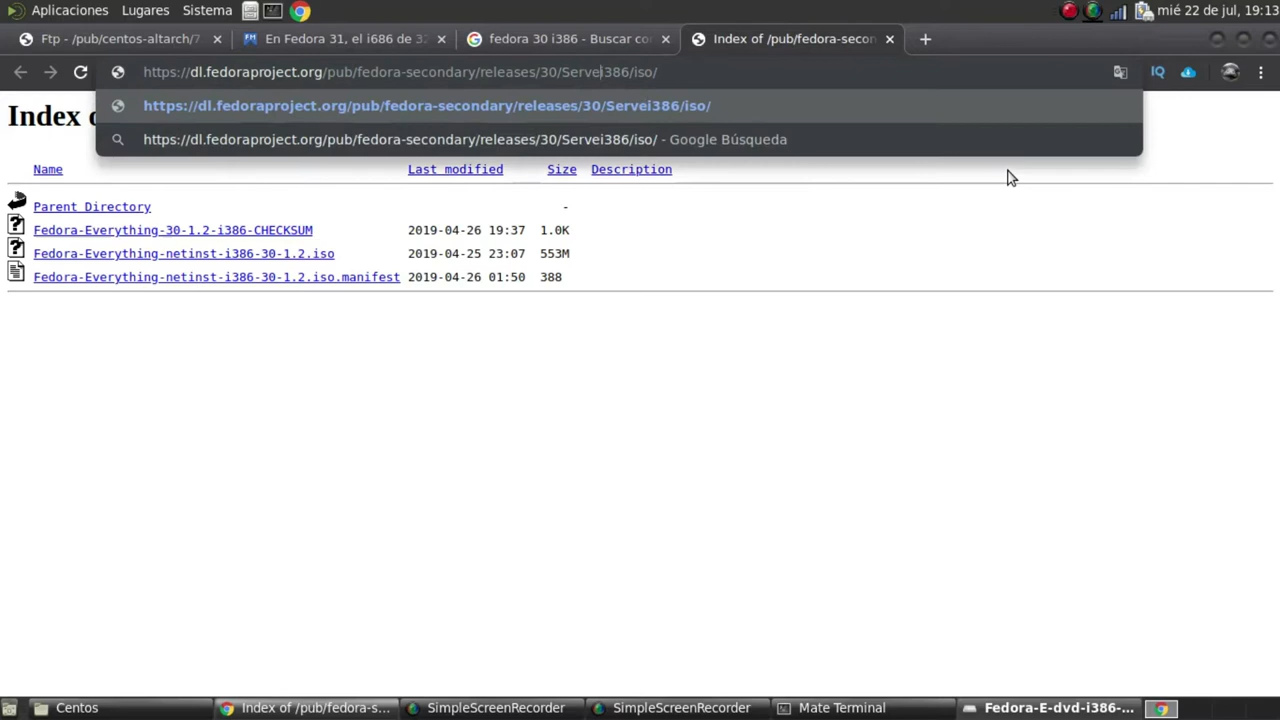 Aplicaciones Lugares Sistema mié 22 de jul, 19:13
Ftp - /pub/centos-altarch/7 En Fedora 31, el i686 de 32 fedora 30 i386 - Buscar co Index of /pub/fedora-secon
https://dl.fedoraproject.org/pub/fedora-secondary/releases/30/Servei386/iso/ IQ
https://dl.fedoraproject.org/pub/fedora-secondary/releases/30/Servei386/iso/
https://dl.fedoraproject.org/pub/fedora-secondary/releases/30/Servei386/iso/ - Google Búsqueda
Index o
Name Last modified Size Description
Parent Directory -
Fedora-Everything-30-1.2-i386-CHECKSUM 2019-04-26 19:37 1.0K
Fedora-Everything-netinst-i386-30-1.2.iso 2019-04-25 23:07 553M
Fedora-Everything-netinst-i386-30-1.2.iso.manifest 2019-04-26 01:50 388
Centos Index of /pub/fedora-s... SimpleScreenRecorder SimpleScreenRecorder Mate Terminal Fedora-E-dvd-i386-...